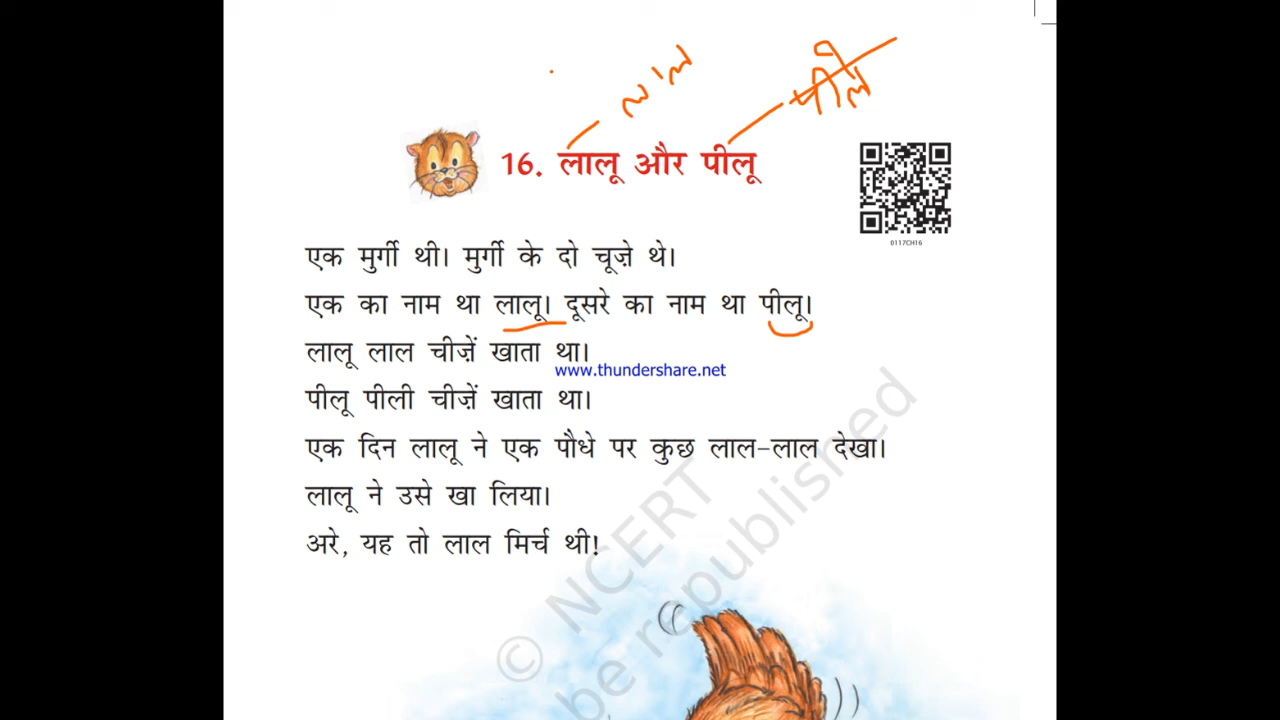 लाल
पीले
16. लालू और पीलू
0117CH16
एक मुर्गी थी। मुर्गी के दो चूज़े थे।
एक का नाम था लालू। दूसरे का नाम था पीलू।
लालू लाल चीज़ें खाता था।
www.thundershare.net
पीलू पीली चीज़ें खाता था।
एक दिन लालू ने एक पौधे पर कुछ लाल-लाल देखा।
लालू ने उसे खा लिया।
अरे, यह तो लाल मिर्च थी!
© NCERT
be republished